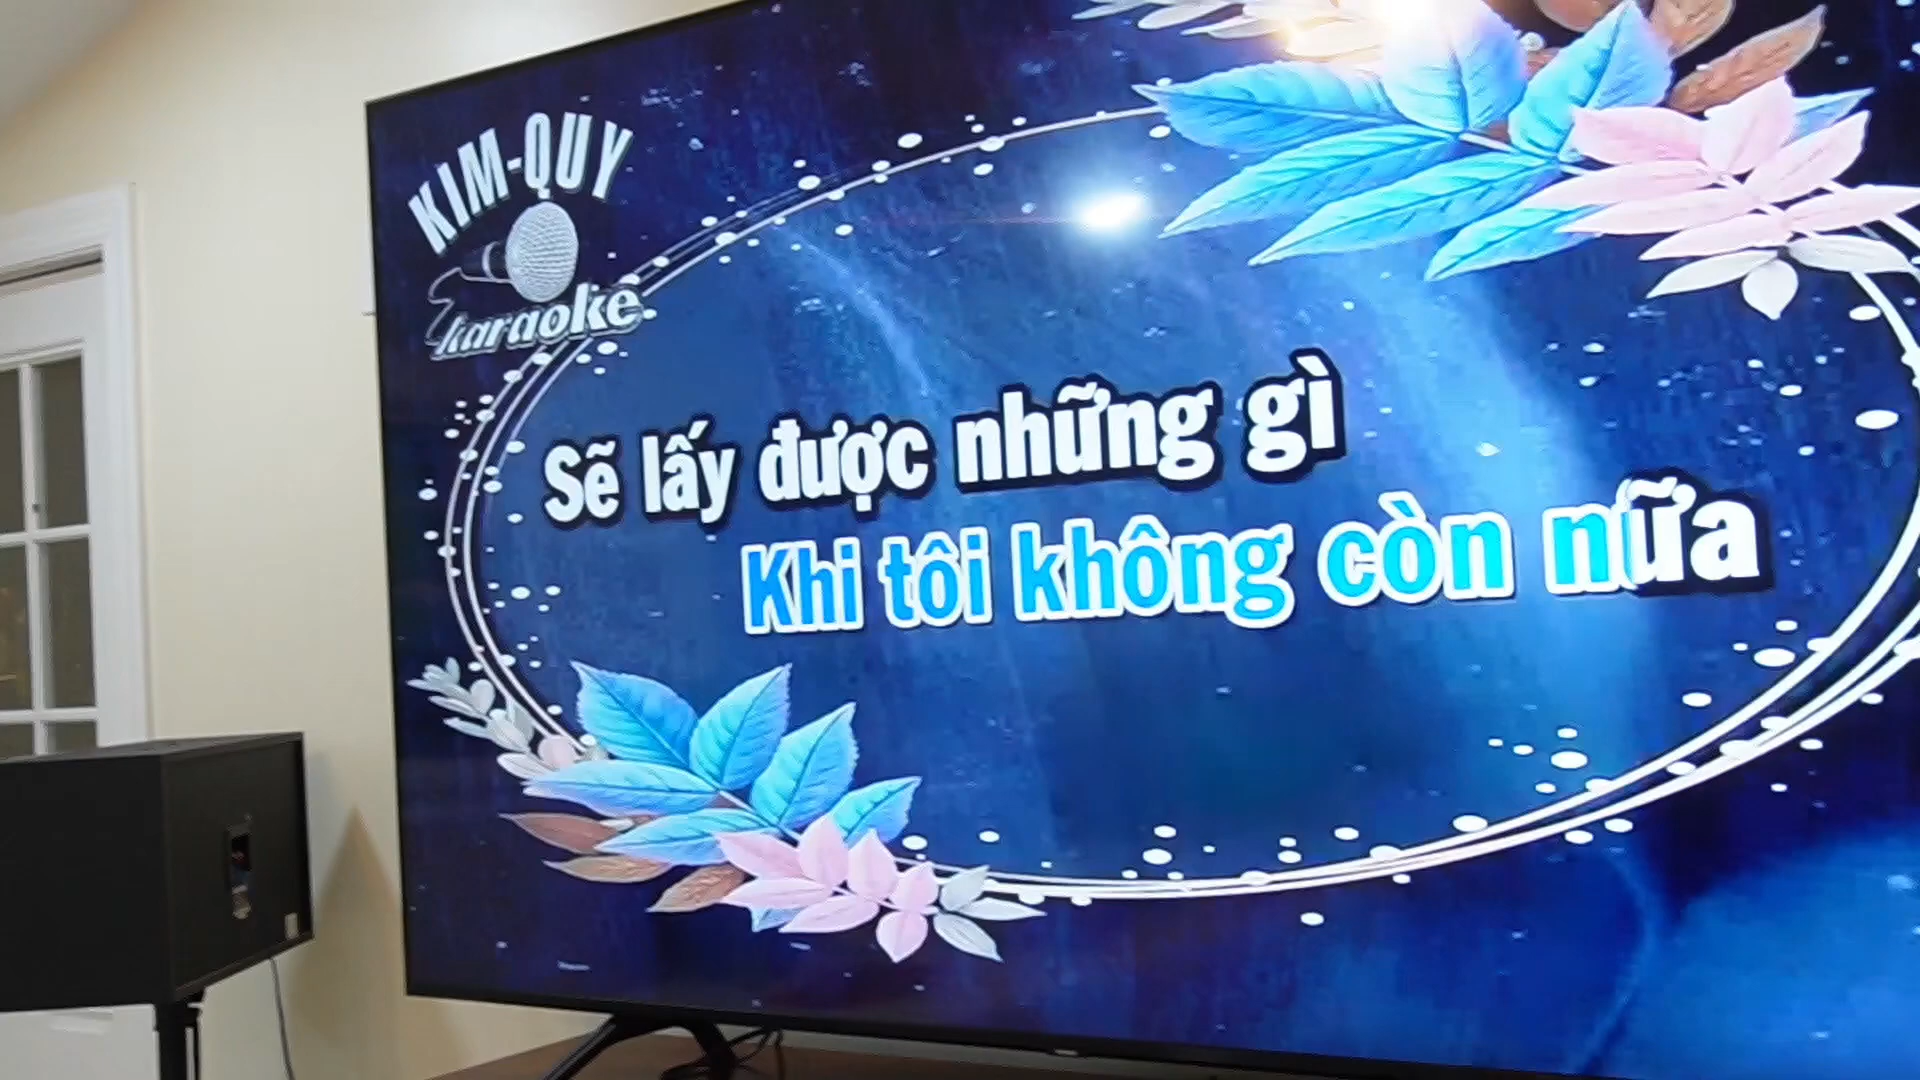 KIM-QUY
karaoke
Sẽ lấy được những gì
Khi tôi không còn nữa